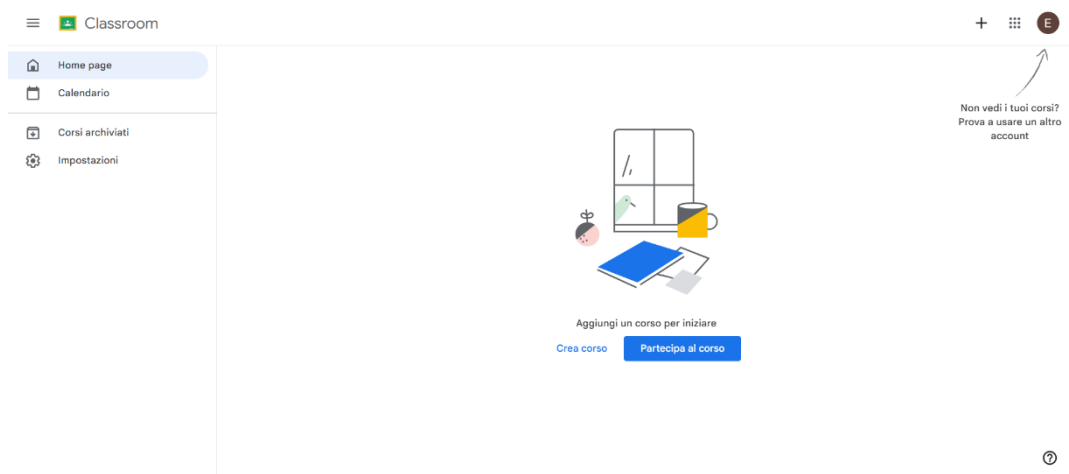 Classroom
E
Home page
Calendario
Corsi archiviati
Impostazioni
Non vedi i tuoi corsi?
Prova a usare un altro
account
Aggiungi un corso per iniziare
Crea corso
Partecipa al corso